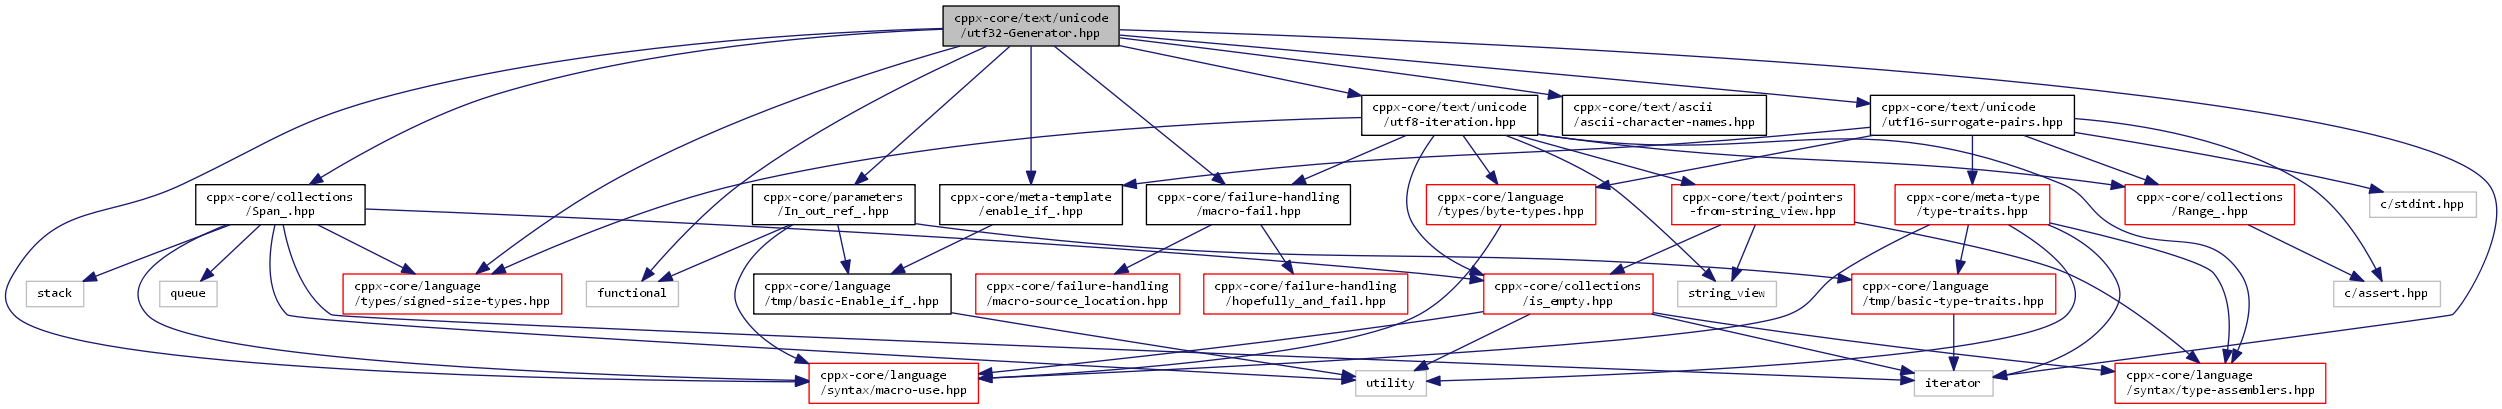 cppx-core/text/unicode
/utf32-Generator.hpp
cppx-core/text/unicode
/utf8-iteration.hpp
cppx-core/text/ascii
/ascii-character-names.hpp
cppx-core/text/unicode
/utf16-surrogate-pairs.hpp
cppx-core/collections
/Span_.hpp
cppx-core/parameters
/In_out_ref_.hpp
cppx-core/meta-template
/enable_if_.hpp
cppx-core/failure-handling
/macro-fail.hpp
cppx-core/language
/types/byte-types.hpp
cppx-core/text/pointers
-from-string_view.hpp
cppx-core/meta-type
/type-traits.hpp
cppx-core/collections
/Range_.hpp
c/stdint.hpp
stack
queue
cppx-core/language
/types/signed-size-types.hpp
functional
cppx-core/language
/tmp/basic-Enable_if_.hpp
cppx-core/failure-handling
/macro-source_location.hpp
cppx-core/failure-handling
/hopefully_and_fail.hpp
cppx-core/collections
/is_empty.hpp
string_view
cppx-core/language
/tmp/basic-type-traits.hpp
c/assert.hpp
cppx-core/language
/syntax/macro-use.hpp
utility
iterator
cppx-core/language
/syntax/type-assemblers.hpp